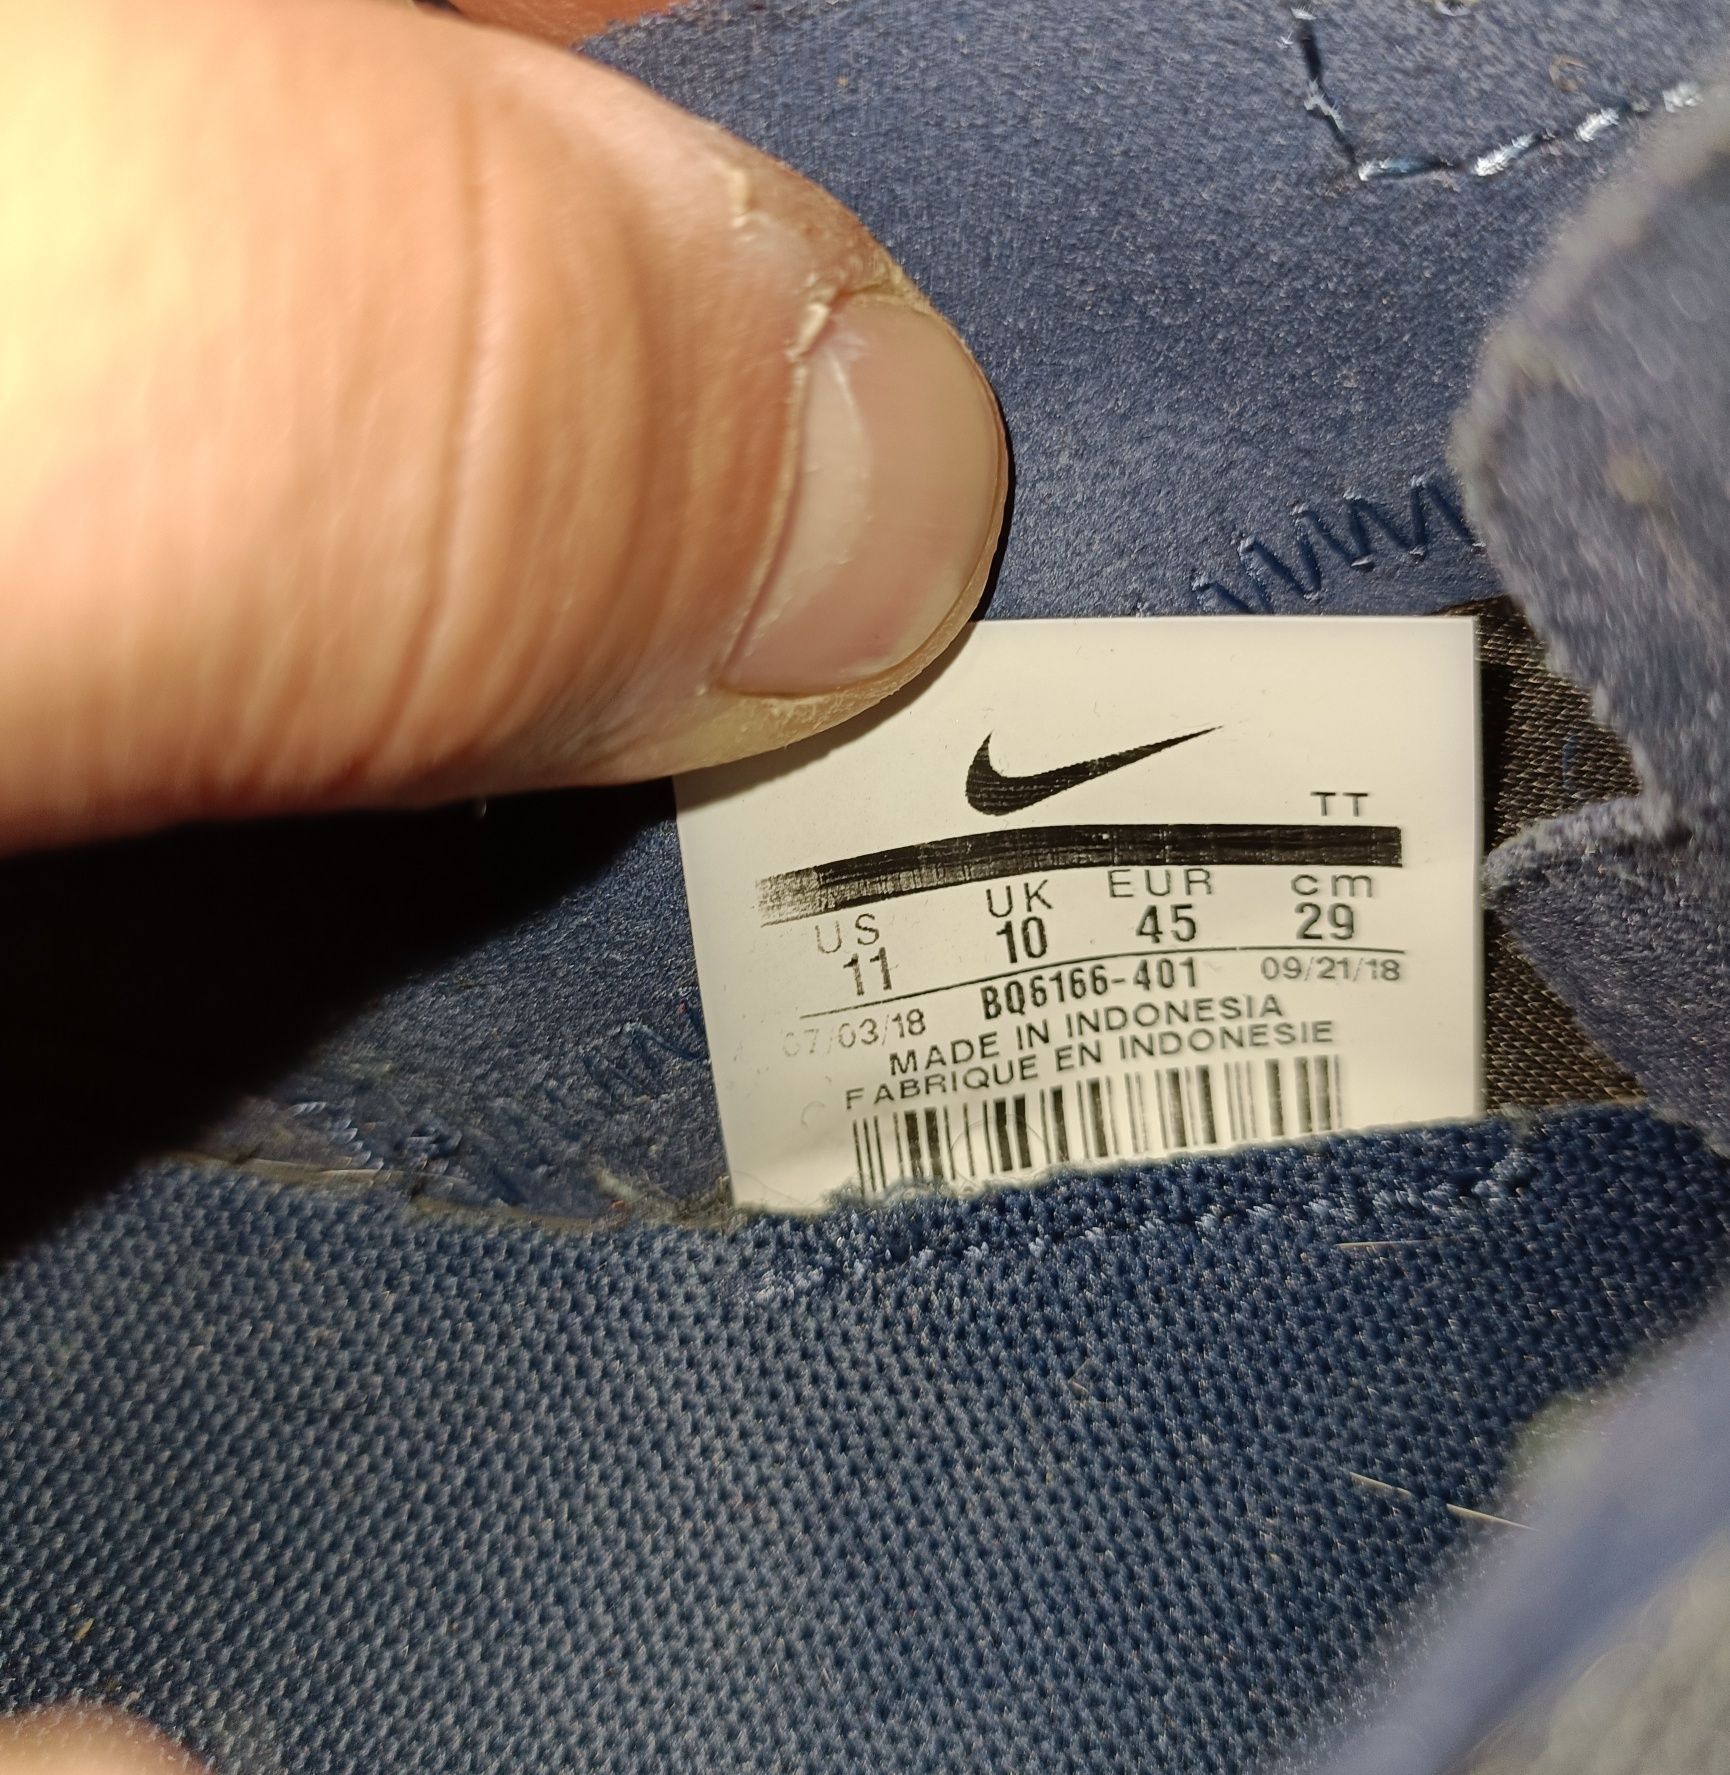 TT
US UK EUR cm
11 10 45 29
07/03/18 BQ6166-401 09/21/18
MADE IN INDONESIA
FABRIQUE EN INDONESIE